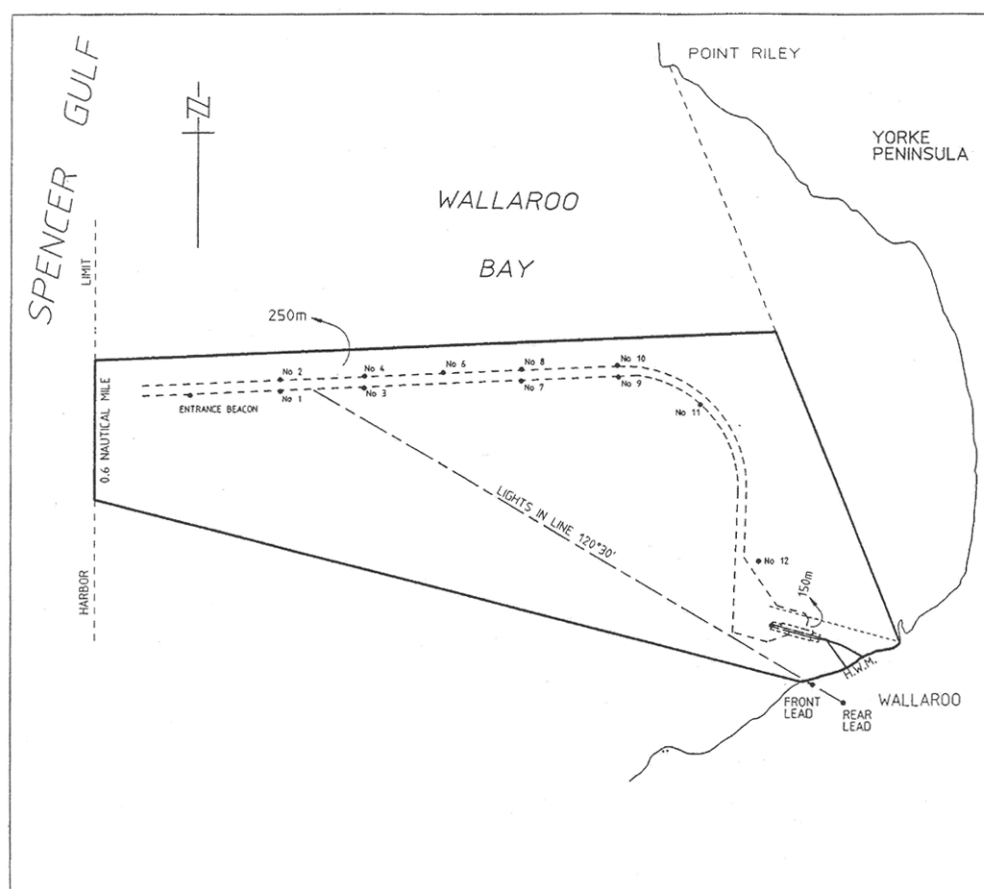 SPENCER GULF
POINT RILEY
YORKE
PENINSULA
N
WALLAROO
BAY
LIMIT
250m
No 2
No 4
No 6
No 8
No 10
No 1
No 3
No 7
No 9
ENTRANCE BEACON
No 11
0.6 NAUTICAL MILE
LIGHTS IN LINE 120°30'
No 12
HARBOR
150m
H.W.M.
FRONT
LEAD
REAR
LEAD
WALLAROO